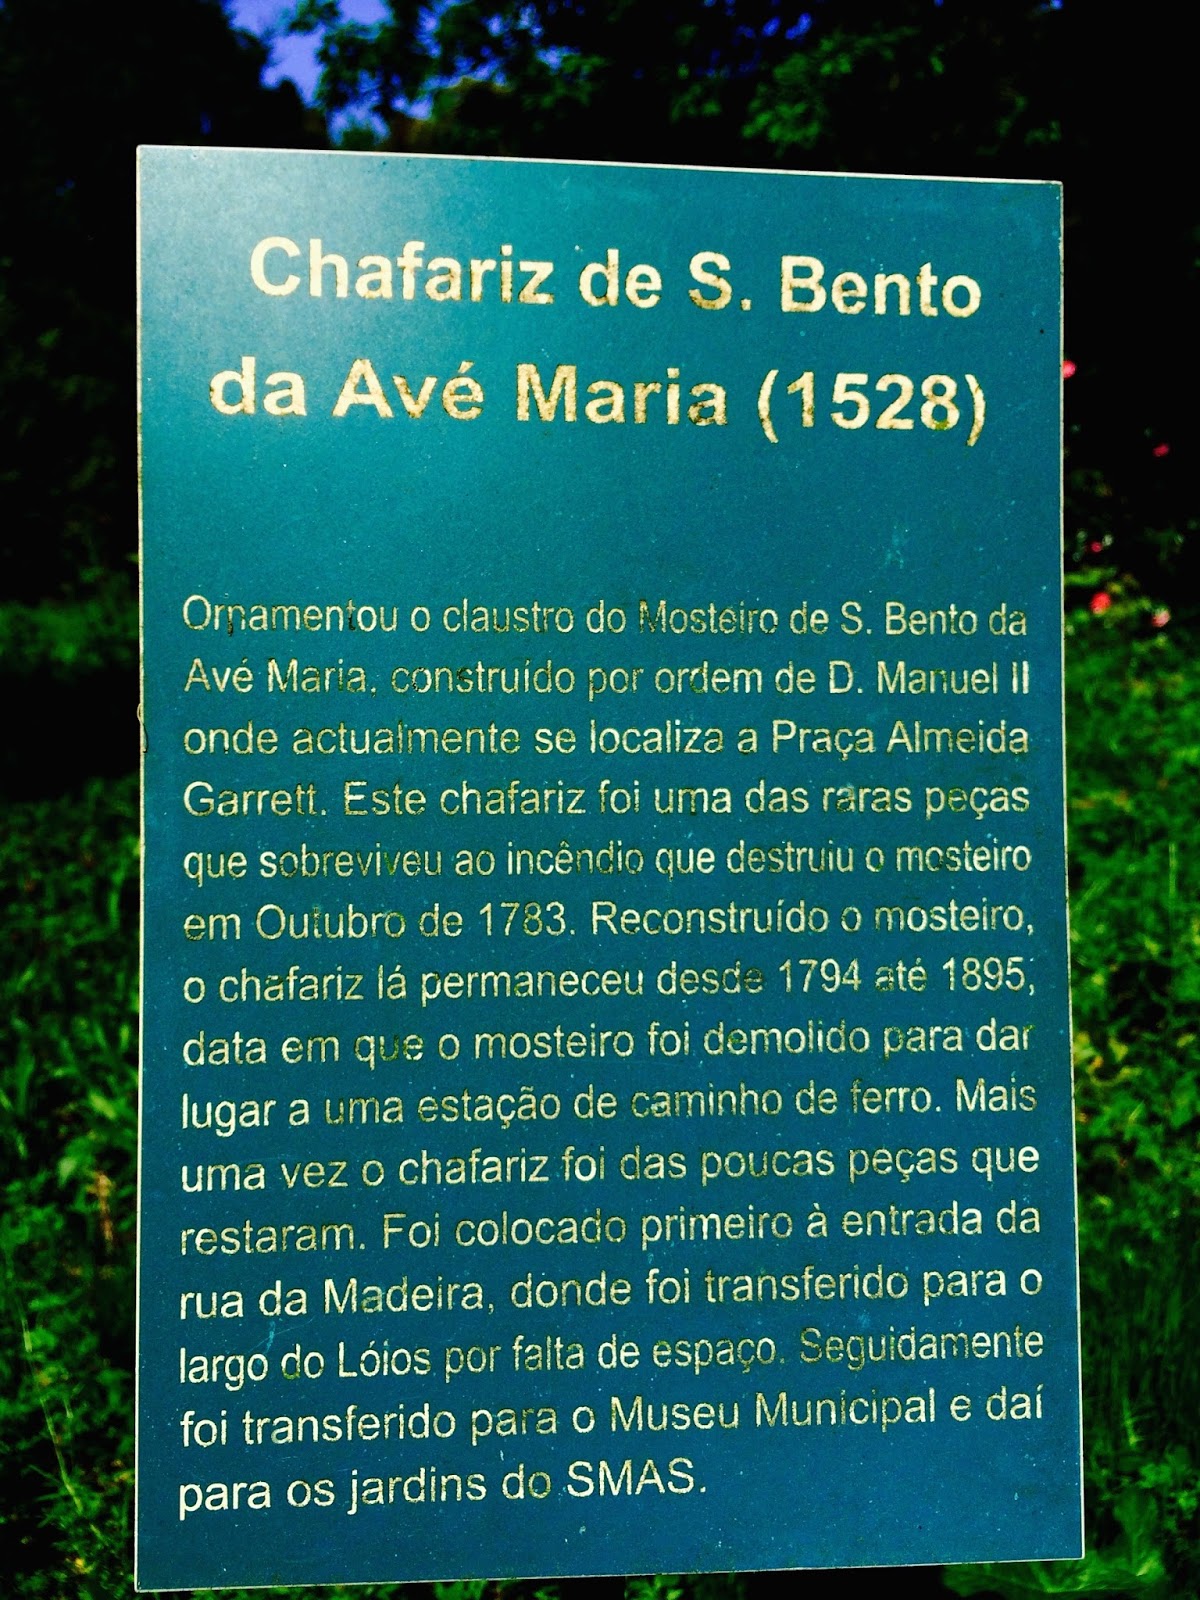 Chafariz de S. Bento
da Avé Maria (1528)
Ornamentou o claustro do Mosteiro de S. Bento da
Avé Maria, construído por ordem de D. Manuel II
onde actualmente se localiza a Praça Almeida
Garrett. Este chafariz foi uma das raras peças
que sobreviveu ao incêndio que destruiu o mosteiro
em Outubro de 1783. Reconstruído o mosteiro,
o chafariz lá permaneceu desde 1794 até 1895,
data em que o mosteiro foi demolido para dar
lugar a uma estação de caminho de ferro. Mais
uma vez o chafariz foi das poucas peças que
restaram. Foi colocado primeiro à entrada da
rua da Madeira, donde foi transferido para o
largo do Lóios por falta de espaço. Seguidamente
foi transferido para o Museu Municipal e daí
para os jardins do SMAS.